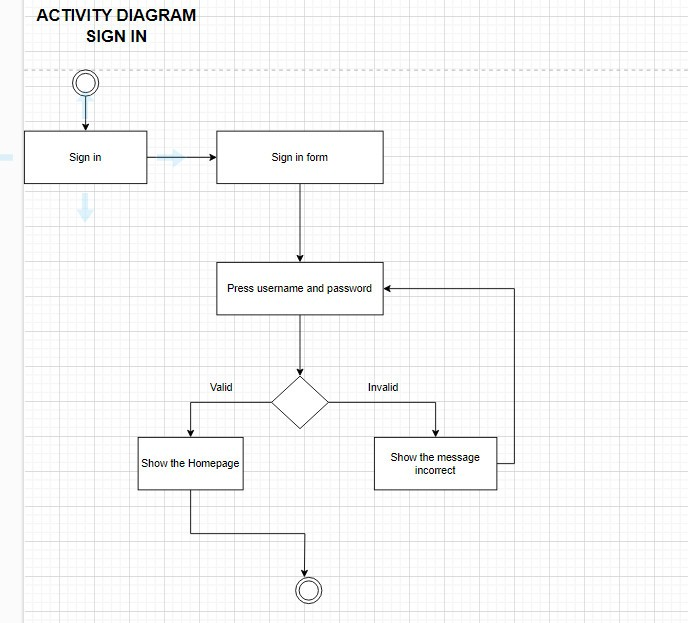 ACTIVITY DIAGRAM
SIGN IN
Sign in
Sign in form
Press username and password
Valid
Invalid
Show the Homepage
Show the message
incorrect